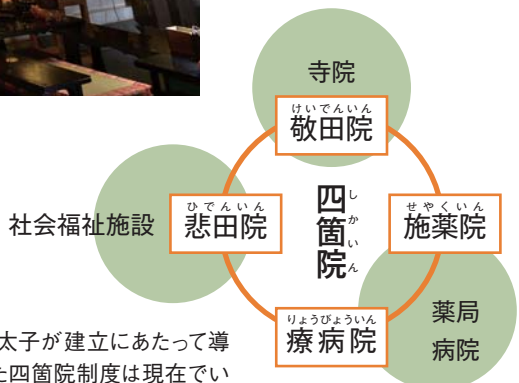 寺院
けいでんいん
敬田院
社会福祉施設
ひでんいん
悲田院
四箇院
しかいん
せやくいん
施薬院
りょうびょういん
療病院
薬局
病院
太子が建立にあたって導
た四箇院制度は現在でい